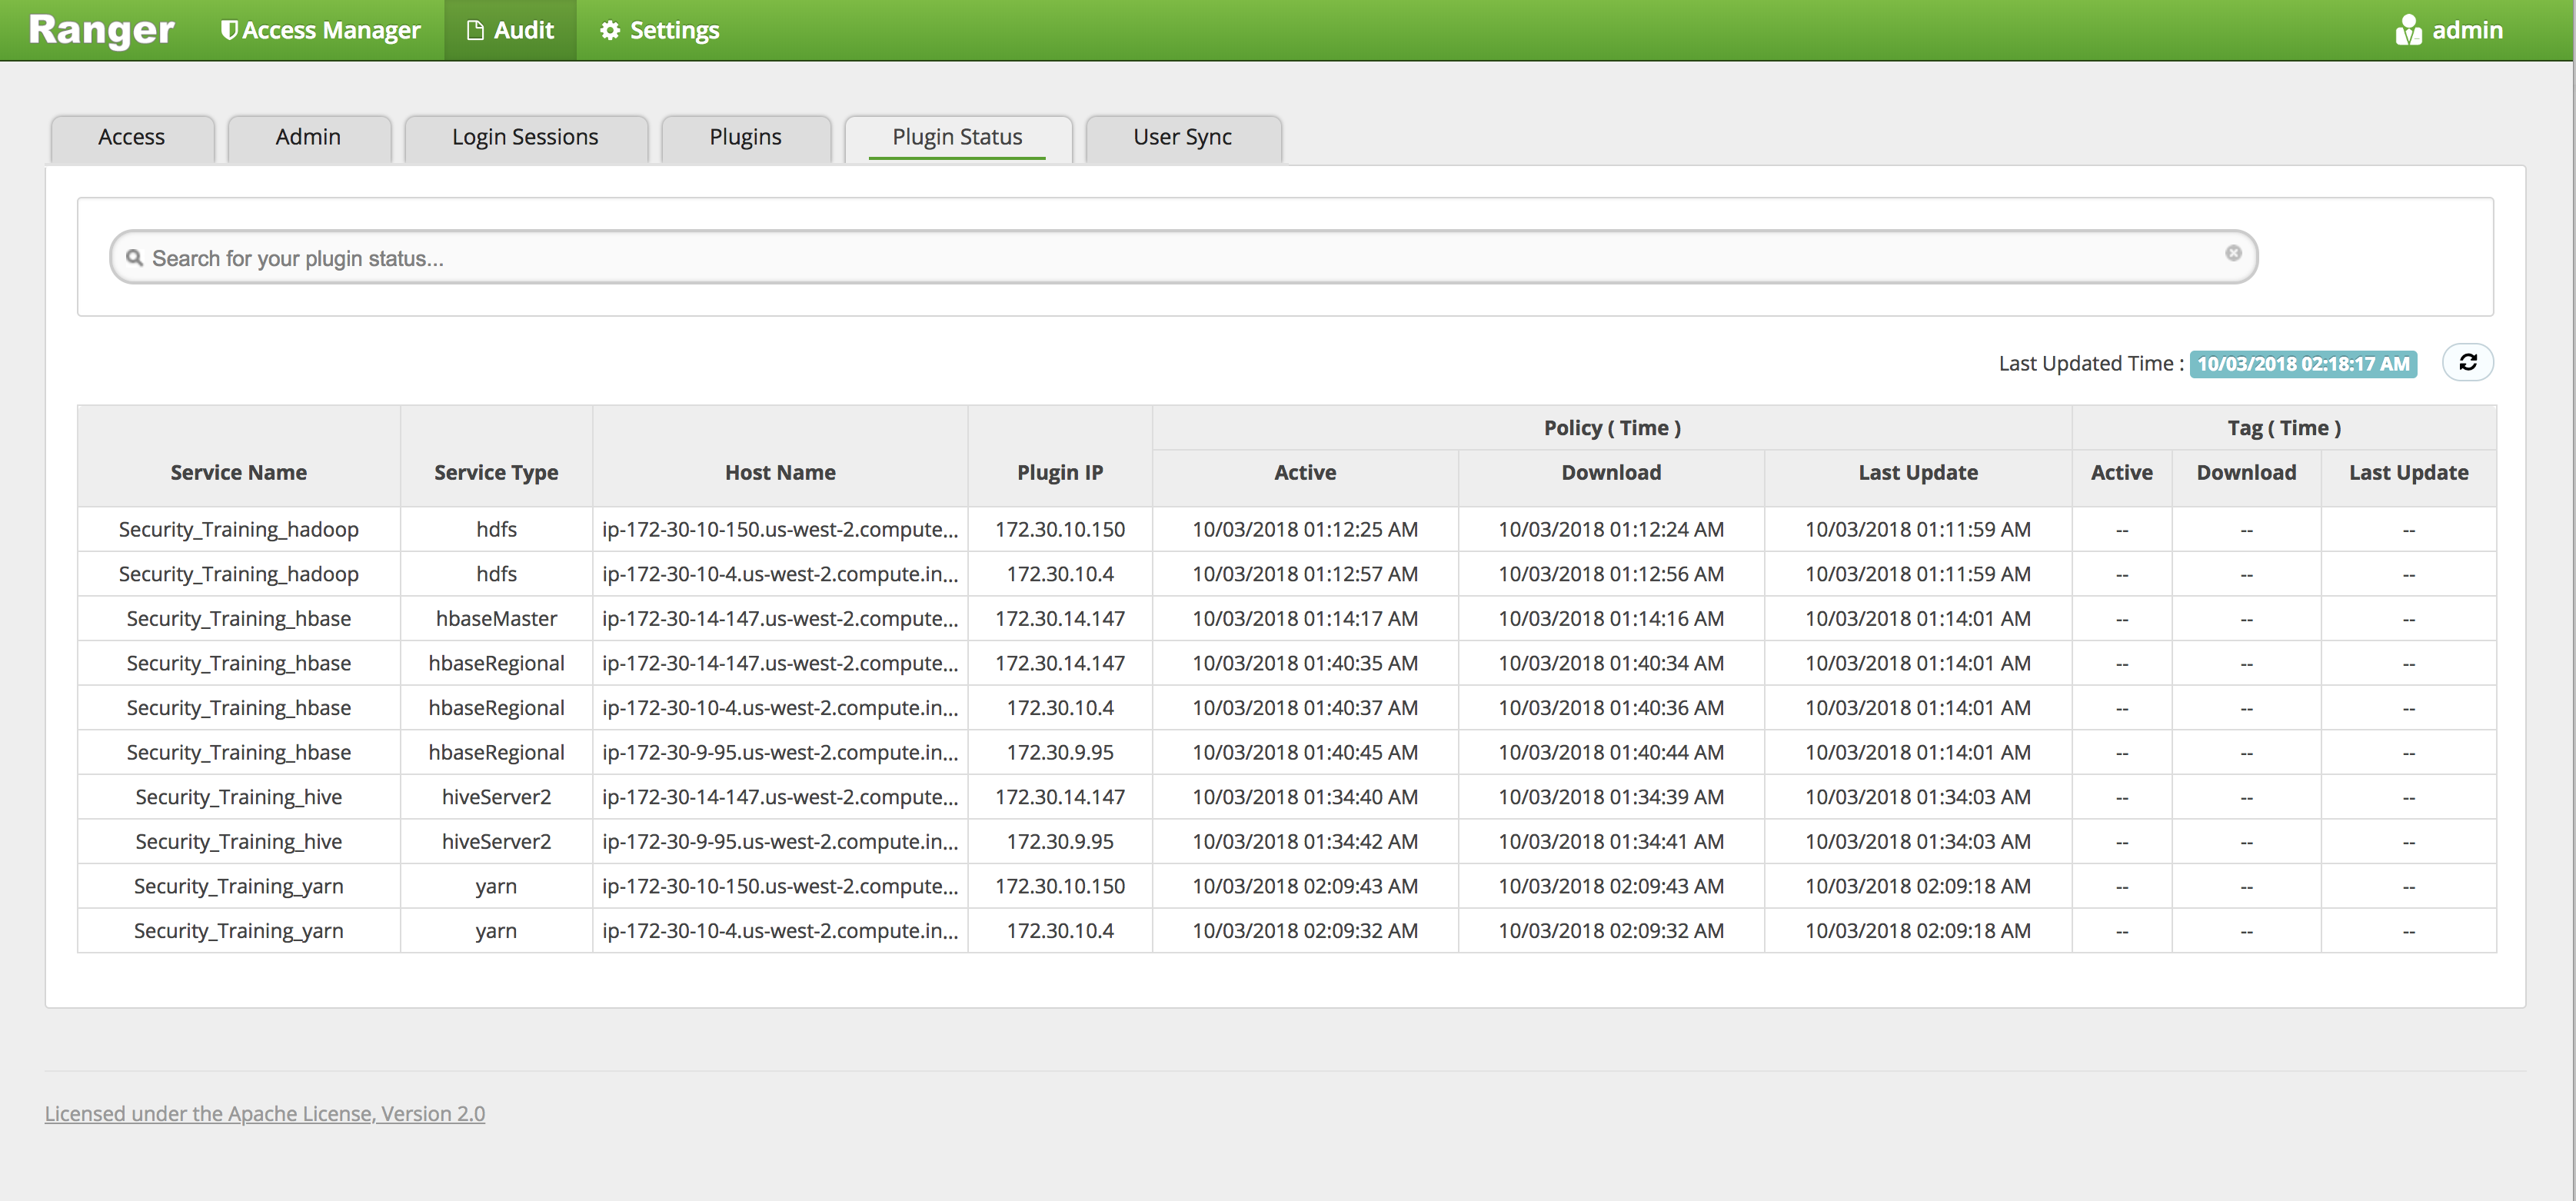 Ranger Access Manager Audit Settings admin
Access Admin Login Sessions Plugins Plugin Status User Sync
Search for your plugin status...
Last Updated Time : 10/03/2018 02:18:17 AM
Policy ( Time ) Tag ( Time )
Service Name Service Type Host Name Plugin IP Active Download Last Update Active Download Last Update
Security_Training_hadoop hdfs ip-172-30-10-150.us-west-2.compute... 172.30.10.150 10/03/2018 01:12:25 AM 10/03/2018 01:12:24 AM 10/03/2018 01:11:59 AM -- -- --
Security_Training_hadoop hdfs ip-172-30-10-4.us-west-2.compute.in... 172.30.10.4 10/03/2018 01:12:57 AM 10/03/2018 01:12:56 AM 10/03/2018 01:11:59 AM -- -- --
Security_Training_hbase hbaseMaster ip-172-30-14-147.us-west-2.compute... 172.30.14.147 10/03/2018 01:14:17 AM 10/03/2018 01:14:16 AM 10/03/2018 01:14:01 AM -- -- --
Security_Training_hbase hbaseRegional ip-172-30-14-147.us-west-2.compute... 172.30.14.147 10/03/2018 01:40:35 AM 10/03/2018 01:40:34 AM 10/03/2018 01:14:01 AM -- -- --
Security_Training_hbase hbaseRegional ip-172-30-10-4.us-west-2.compute.in... 172.30.10.4 10/03/2018 01:40:37 AM 10/03/2018 01:40:36 AM 10/03/2018 01:14:01 AM -- -- --
Security_Training_hbase hbaseRegional ip-172-30-9-95.us-west-2.compute.in... 172.30.9.95 10/03/2018 01:40:45 AM 10/03/2018 01:40:44 AM 10/03/2018 01:14:01 AM -- -- --
Security_Training_hive hiveServer2 ip-172-30-14-147.us-west-2.compute... 172.30.14.147 10/03/2018 01:34:40 AM 10/03/2018 01:34:39 AM 10/03/2018 01:34:03 AM -- -- --
Security_Training_hive hiveServer2 ip-172-30-9-95.us-west-2.compute.in... 172.30.9.95 10/03/2018 01:34:42 AM 10/03/2018 01:34:41 AM 10/03/2018 01:34:03 AM -- -- --
Security_Training_yarn yarn ip-172-30-10-150.us-west-2.compute... 172.30.10.150 10/03/2018 02:09:43 AM 10/03/2018 02:09:43 AM 10/03/2018 02:09:18 AM -- -- --
Security_Training_yarn yarn ip-172-30-10-4.us-west-2.compute.in... 172.30.10.4 10/03/2018 02:09:32 AM 10/03/2018 02:09:32 AM 10/03/2018 02:09:18 AM -- -- --
Licensed under the Apache License, Version 2.0